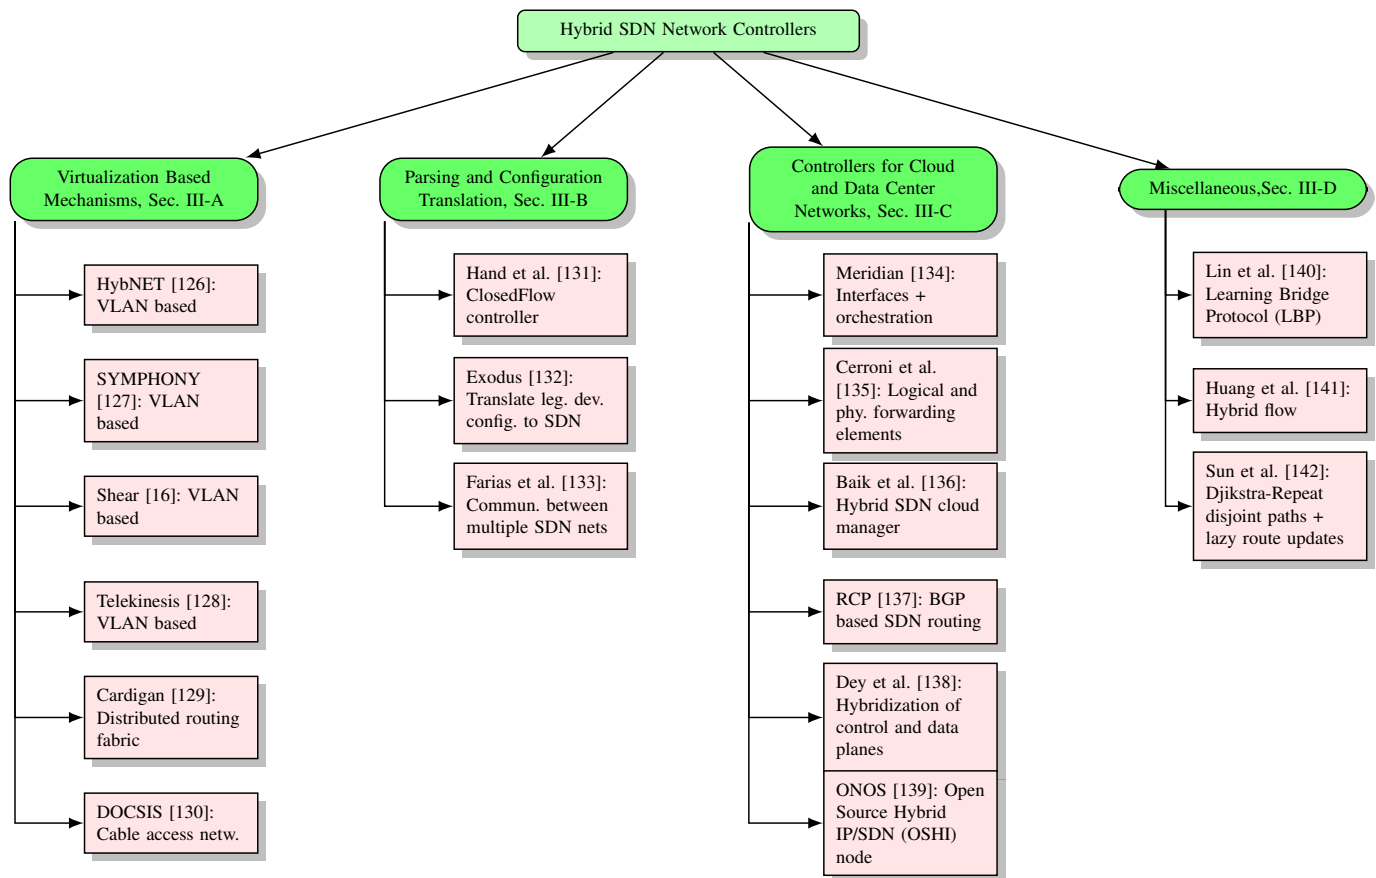 Hybrid SDN Network Controllers
Virtualization Based
Mechanisms, Sec. III-A
HybNET [126]:
VLAN based
SYMPHONY
[127]: VLAN
based
Shear [16]: VLAN
based
Telekinesis [128]:
VLAN based
Cardigan [129]:
Distributed routing
fabric
DOCSIS [130]:
Cable access netw.
Parsing and Configuration
Translation, Sec. III-B
Hand et al. [131]:
ClosedFlow
controller
Exodus [132]:
Translate leg. dev.
config. to SDN
Farias et al. [133]:
Commun. between
multiple SDN nets
Controllers for Cloud
and Data Center
Networks, Sec. III-C
Meridian [134]:
Interfaces +
orchestration
Cerroni et al.
[135]: Logical and
phy. forwarding
elements
Baik et al. [136]:
Hybrid SDN cloud
manager
RCP [137]: BGP
based SDN routing
Dey et al. [138]:
Hybridization of
control and data
planes
ONOS [139]: Open
Source Hybrid
IP/SDN (OSHI)
node
Miscellaneous,Sec. III-D
Lin et al. [140]:
Learning Bridge
Protocol (LBP)
Huang et al. [141]:
Hybrid flow
Sun et al. [142]:
Djikstra-Repeat
disjoint paths +
lazy route updates